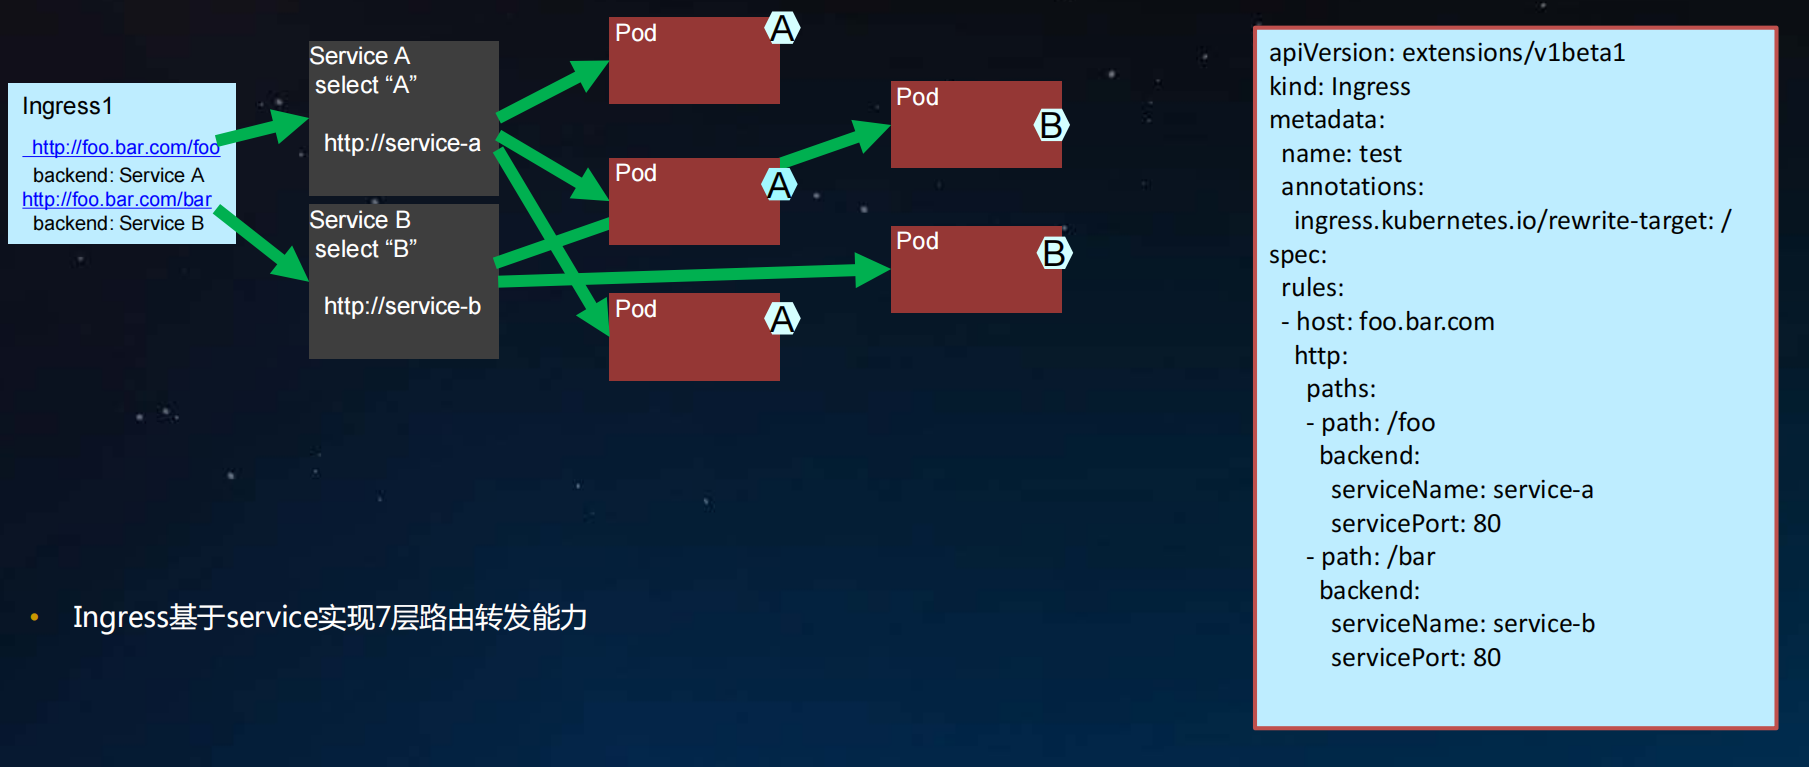 Ingress1
http://foo.bar.com/foo
backend: Service A
http://foo.bar.com/bar
backend: Service B
Service A
select “A”
http://service-a
Service B
select “B”
http://service-b
Pod
A
Pod
A
Pod
A
Pod
B
Pod
B
apiVersion: extensions/v1beta1
kind: Ingress
metadata:
  name: test
  annotations:
    ingress.kubernetes.io/rewrite-target: /
spec:
  rules:
  - host: foo.bar.com
    http:
      paths:
      - path: /foo
        backend:
          serviceName: service-a
          servicePort: 80
      - path: /bar
        backend:
          serviceName: service-b
          servicePort: 80
• Ingress基于service实现7层路由转发能力